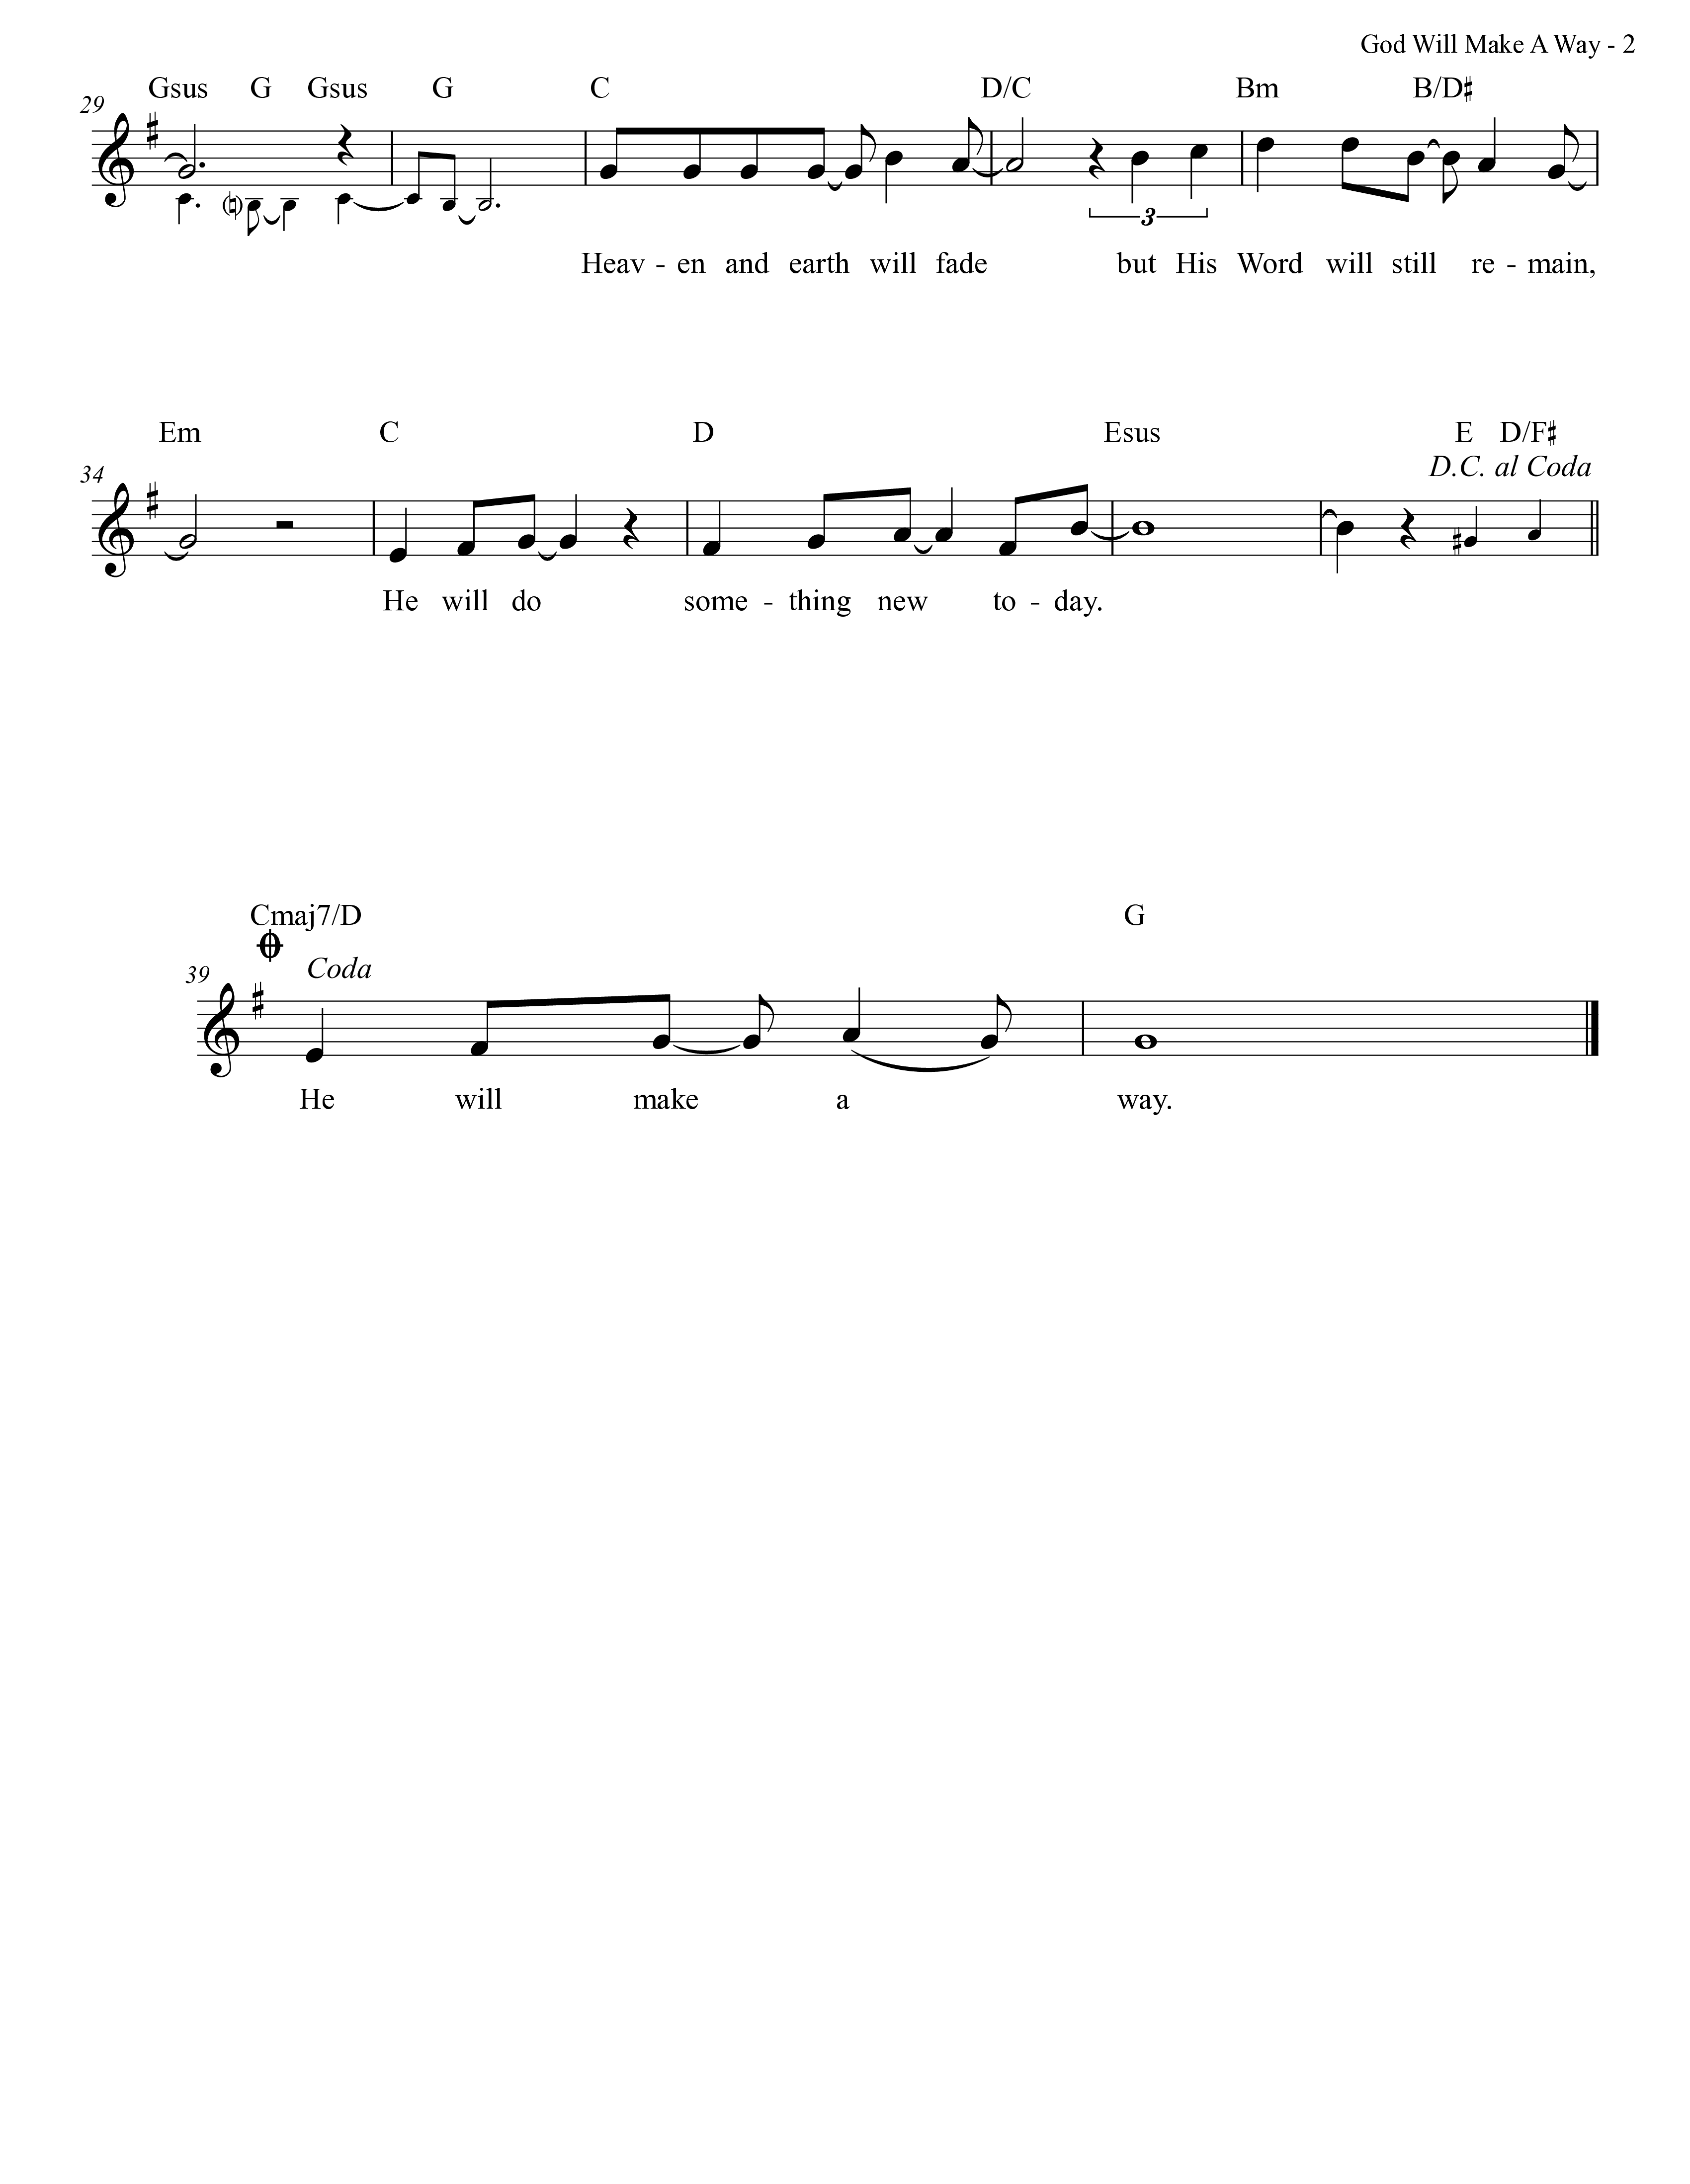 God Will Make A Way - 2
Gsus G Gsus G C D/C Bm B/D♯
29
3
Heav - en and earth will fade but His Word will still re - main,
Em C D Esus E D/F♯
D.C. al Coda
34
He will do some - thing new to - day.
Cmaj7/D G
Coda
39
He will make a way.